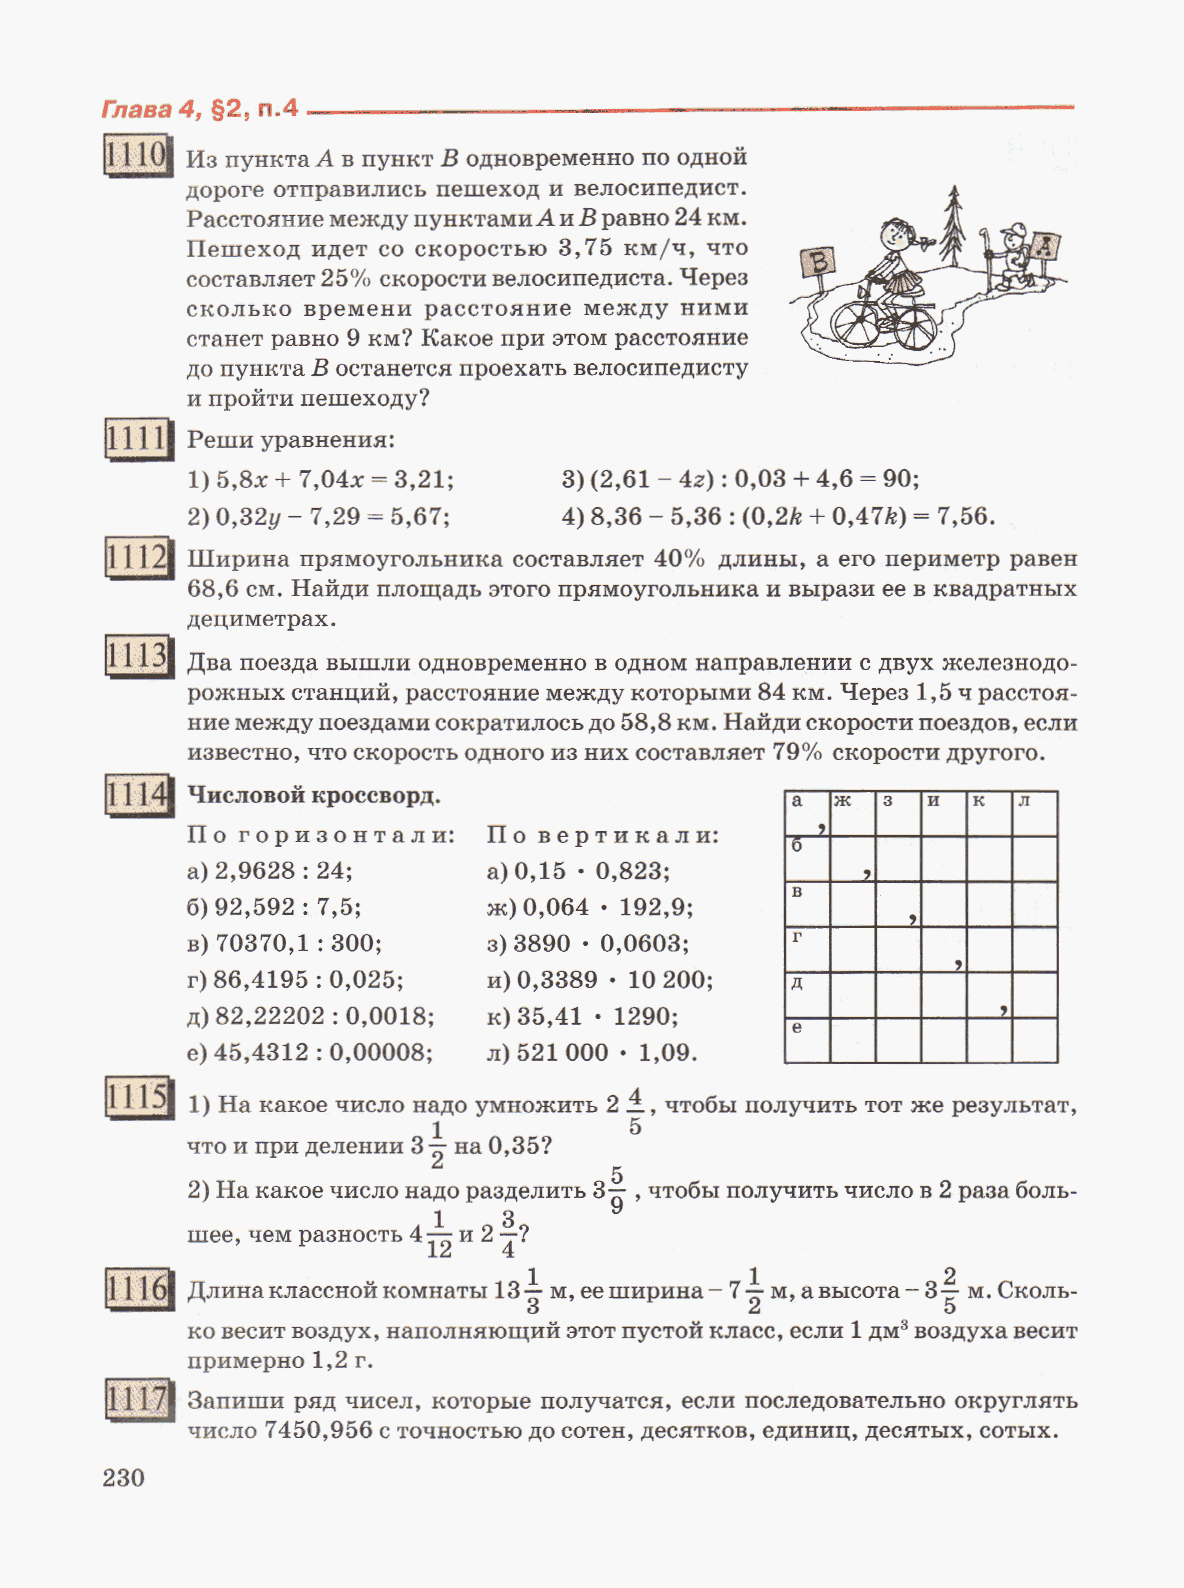 Глава 4, §2, п.4
1110 Из пункта А в пункт В одновременно по одной
дороге отправились пешеход и велосипедист.
Расстояние между пунктами А и В равно 24 км.
Пешеход идет со скоростью 3,75 км/ч, что
составляет 25% скорости велосипедиста. Через
сколько времени расстояние между ними
станет равно 9 км? Какое при этом расстояние
до пункта В останется проехать велосипедисту
и пройти пешеходу?
В
А
1111 Реши уравнения:
1) 5,8x + 7,04x = 3,21; 3) (2,61 – 4z) : 0,03 + 4,6 = 90;
2) 0,32y – 7,29 = 5,67; 4) 8,36 – 5,36 : (0,2k + 0,47k) = 7,56.
1112 Ширина прямоугольника составляет 40% длины, а его периметр равен
68,6 см. Найди площадь этого прямоугольника и вырази ее в квадратных
дециметрах.
1113 Два поезда вышли одновременно в одном направлении с двух железнодо-
рожных станций, расстояние между которыми 84 км. Через 1,5 ч расстоя-
ние между поездами сократилось до 58,8 км. Найди скорости поездов, если
известно, что скорость одного из них составляет 79% скорости другого.
1114 Числовой кроссворд.
По горизонтали: По вертикали:
а) 2,9628 : 24; а) 0,15 · 0,823;
б) 92,592 : 7,5; ж) 0,064 · 192,9;
в) 70370,1 : 300; з) 3890 · 0,0603;
г) 86,4195 : 0,025; и) 0,3389 · 10 200;
д) 82,22202 : 0,0018; к) 35,41 · 1290;
е) 45,4312 : 0,00008; л) 521 000 · 1,09.
а , ж з и к л
б ,
в ,
г ,
д ,
е
1115 1) На какое число надо умножить 2 4/5, чтобы получить тот же результат,
что и при делении 3 1/2 на 0,35?
2) На какое число надо разделить 3 5/9 , чтобы получить число в 2 раза боль-
шее, чем разность 4 1/12 и 2 3/4?
1116 Длина классной комнаты 13 1/3 м, ее ширина – 7 1/2 м, а высота – 3 2/5 м. Сколь-
ко весит воздух, наполняющий этот пустой класс, если 1 дм³ воздуха весит
примерно 1,2 г.
1117 Запиши ряд чисел, которые получатся, если последовательно округлять
число 7450,956 с точностью до сотен, десятков, единиц, десятых, сотых.
230